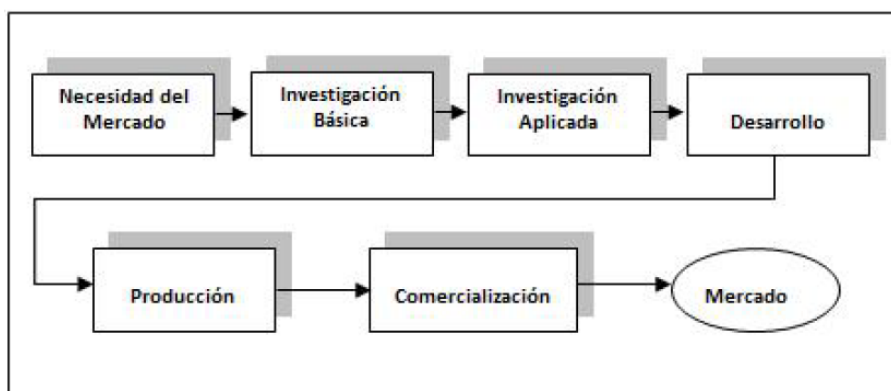 Necesidad del
Mercado
Investigación
Básica
Investigación
Aplicada
Desarrollo
Producción
Comercialización
Mercado